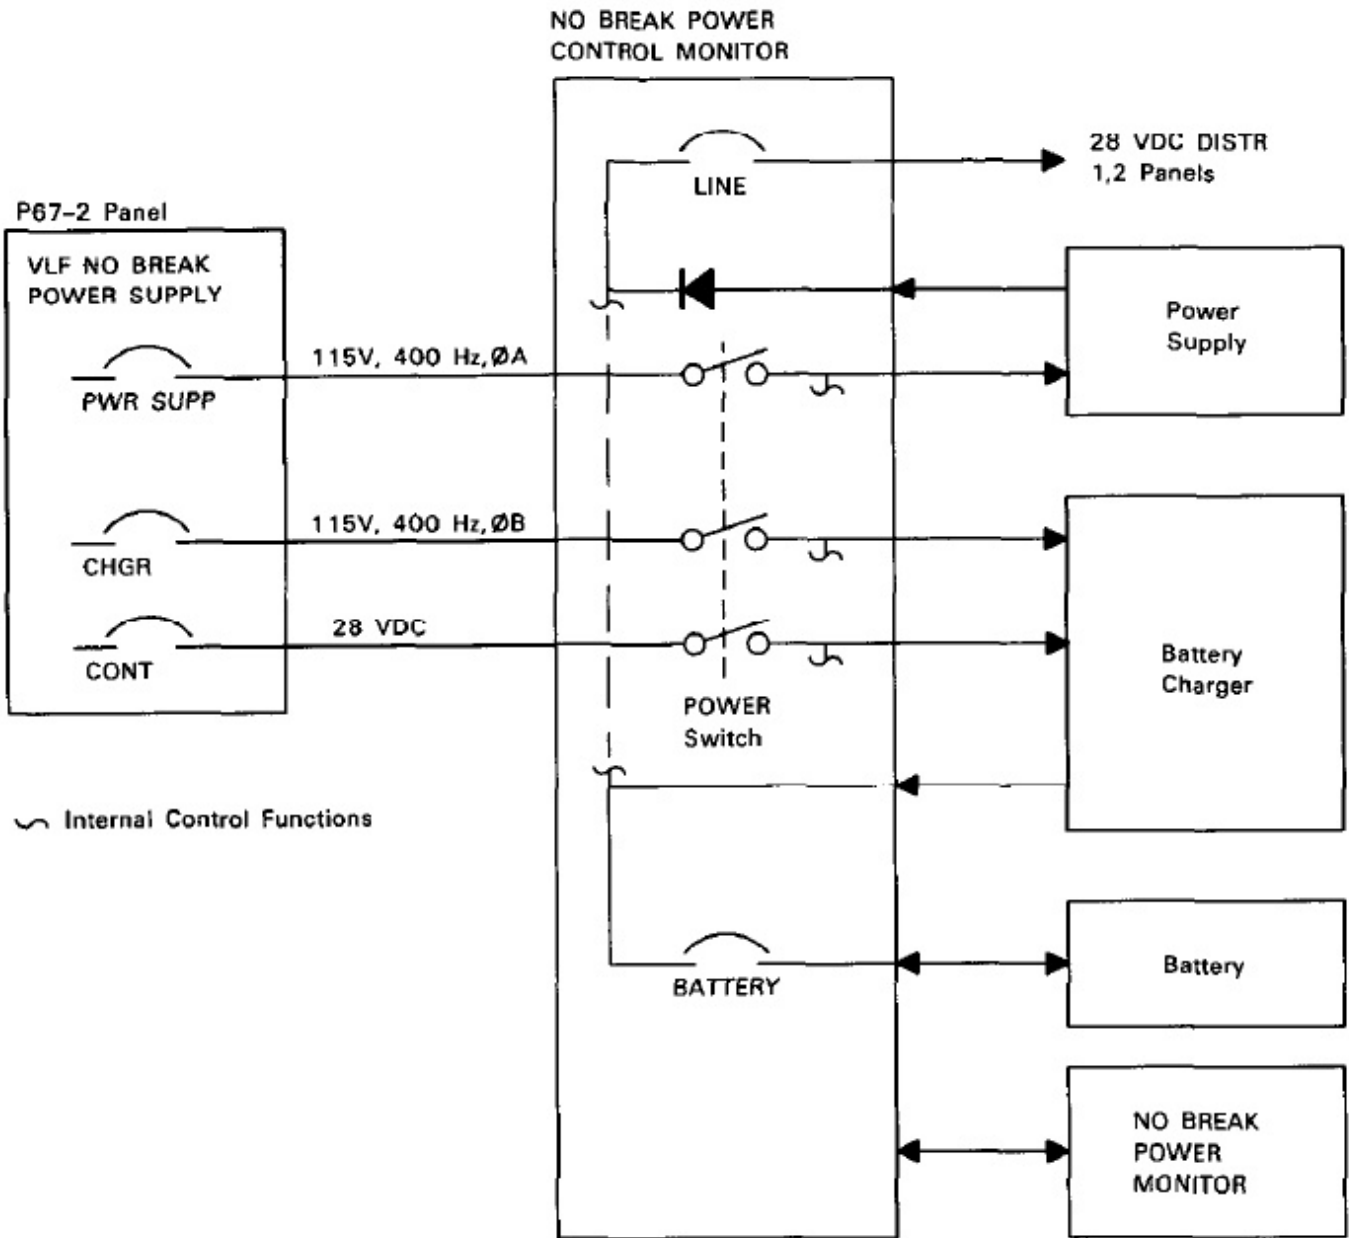 NO BREAK POWER
CONTROL MONITOR
28 VDC DISTR
1,2 Panels
LINE
P67-2 Panel
VLF NO BREAK
POWER SUPPLY
Power
Supply
115V, 400 Hz,ØA
PWR SUPP
115V, 400 Hz,ØB
CHGR
28 VDC
CONT
Battery
Charger
POWER
Switch
Internal Control Functions
Battery
BATTERY
NO BREAK
POWER
MONITOR